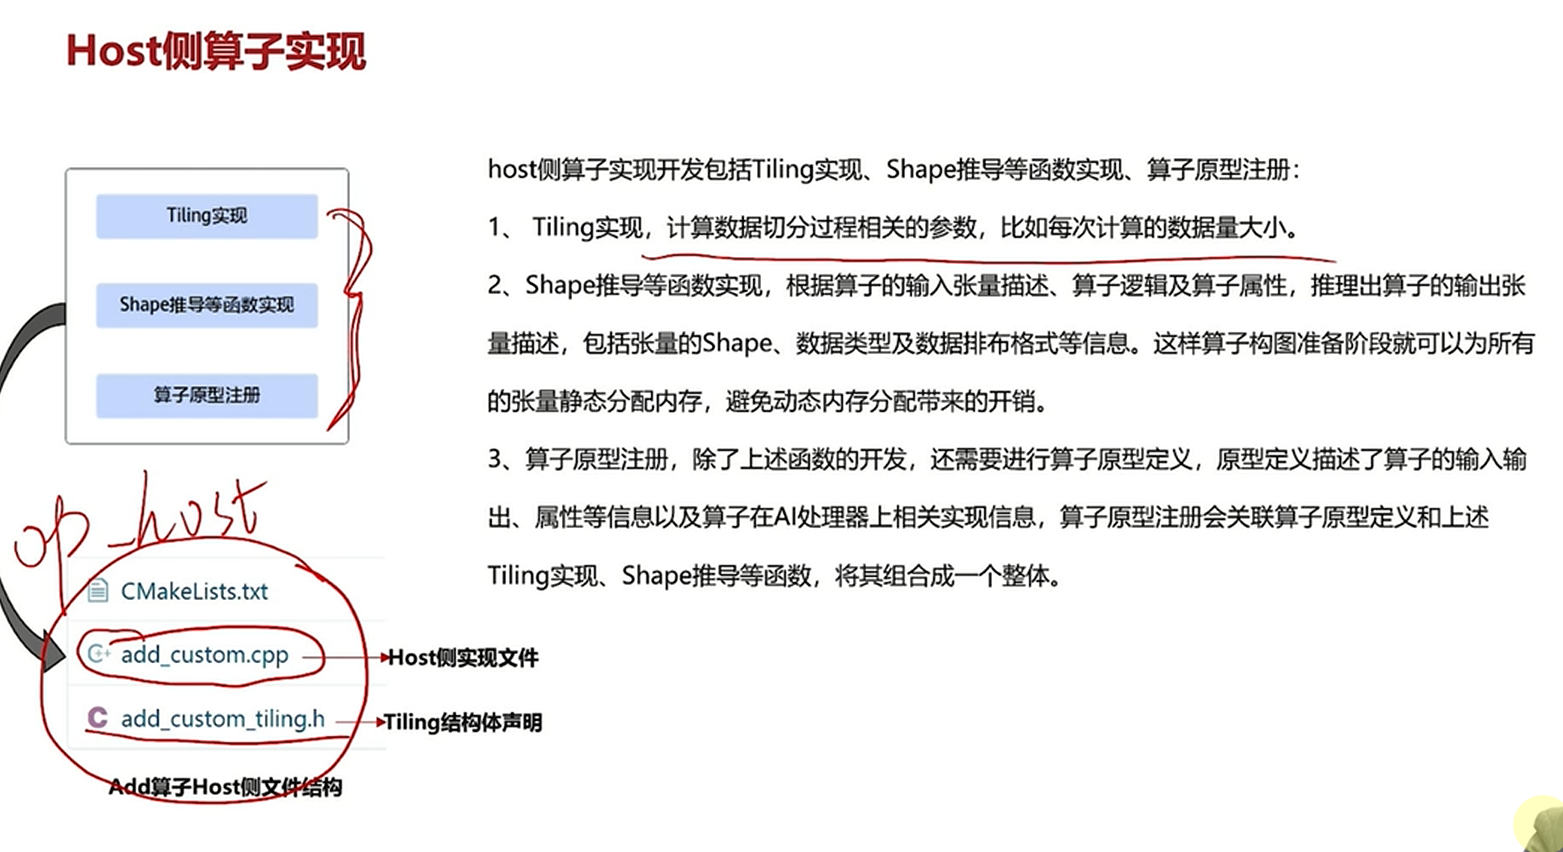 Host侧算子实现
Tiling实现
Shape推导等函数实现
算子原型注册
host侧算子实现开发包括Tiling实现、Shape推导等函数实现、算子原型注册：
1、 Tiling实现，计算数据切分过程相关的参数，比如每次计算的数据量大小。
2、Shape推导等函数实现，根据算子的输入张量描述、算子逻辑及算子属性，推理出算子的输出张
量描述，包括张量的Shape、数据类型及数据排布格式等信息。这样算子构图准备阶段就可以为所有
的张量静态分配内存，避免动态内存分配带来的开销。
3、算子原型注册，除了上述函数的开发，还需要进行算子原型定义，原型定义描述了算子的输入输
出、属性等信息以及算子在AI处理器上相关实现信息，算子原型注册会关联算子原型定义和上述
Tiling实现、Shape推导等函数，将其组合成一个整体。
op_host
CMakeLists.txt
C++ add_custom.cpp
Host侧实现文件
C add_custom_tiling.h
Tiling结构体声明
Add算子Host侧文件结构